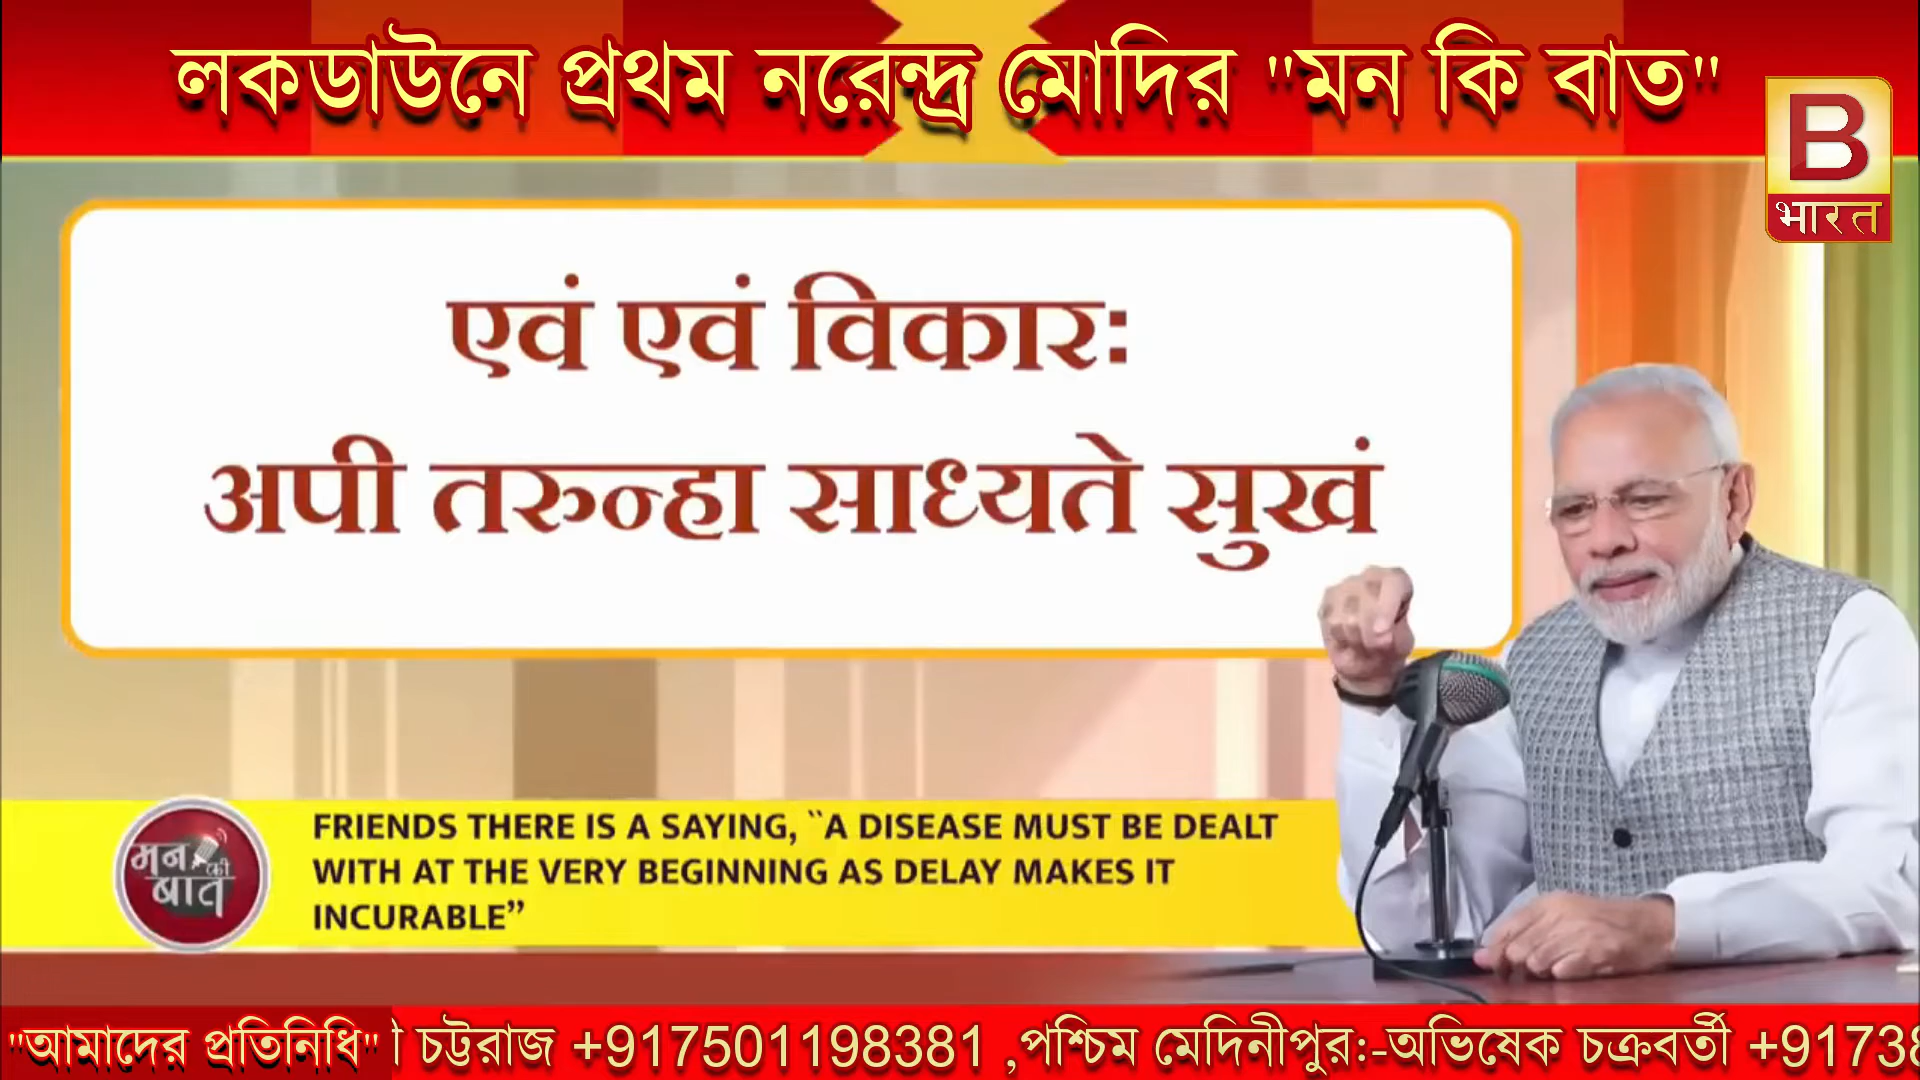 লকডাউনে প্রথম নরেন্দ্র মোদির "মন কি বাত"
B
भारत
एवं एवं विकारः
अपी तरुन्हा साध्यते सुखं
मन की
बात
FRIENDS THERE IS A SAYING, ``A DISEASE MUST BE DEALT
WITH AT THE VERY BEGINNING AS DELAY MAKES IT
INCURABLE”
"আমাদের প্রতিনিধি" চট্টরাজ +917501198381 ,পশ্চিম মেদিনীপুর:-অভিষেক চক্রবর্তী +9173